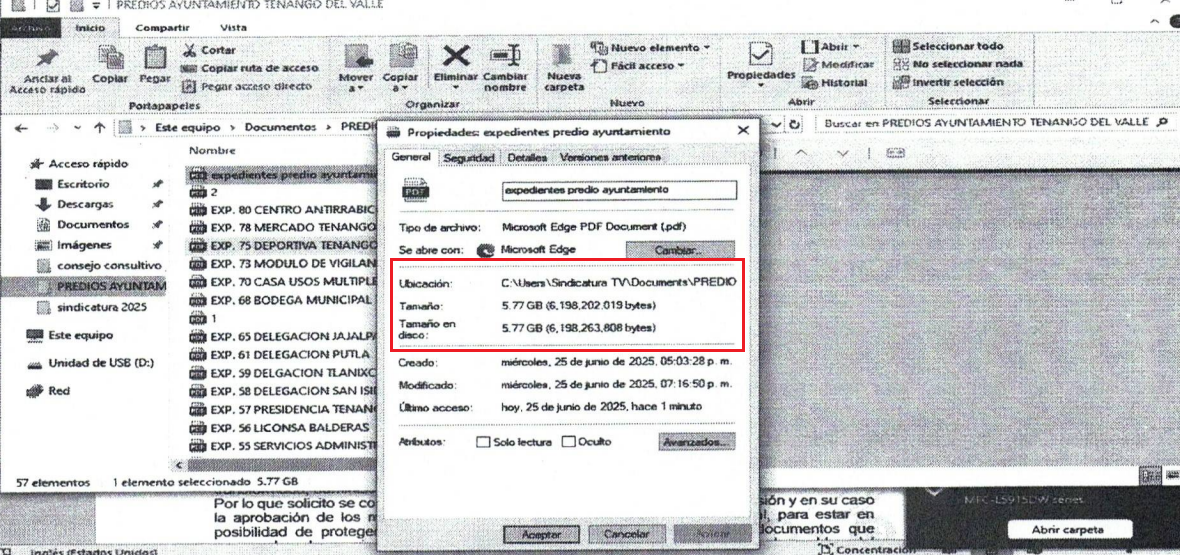 PREDIOS AYUNTAMIENTO TENANGO DEL VALLE
Archivo Inicio Compartir Vista
Anclar al Acceso rápido
Copiar
Pegar
Cortar
Copiar ruta de acceso
Pegar acceso directo
Portapapeles
Mover a
Copiar a
Eliminar
Cambiar nombre
Organizar
Nueva carpeta
Nuevo elemento
Fácil acceso
Nuevo
Propiedades
Abrir
Modificar
Historial
Abrir
Seleccionar todo
No seleccionar nada
Invertir selección
Seleccionar
Este equipo > Documentos > PREDI
Buscar en PREDIOS AYUNTAMIENTO TENANGO DEL VALLE
Acceso rápido
Escritorio
Descargas
Documentos
Imágenes
consejo consultivo
PREDIOS AYUNTAM
sindicatura 2025
Este equipo
Unidad de USB (D:)
Red
Nombre
expedientes predio ayuntami
2
EXP. 80 CENTRO ANTIRRABIC
EXP. 78 MERCADO TENANGO
EXP. 75 DEPORTIVA TENANGO
EXP. 73 MODULO DE VIGILAN
EXP. 70 CASA USOS MULTIPLE
EXP. 68 BODEGA MUNICIPAL
1
EXP. 65 DELEGACION JAJALPA
EXP. 61 DELEGACION PUTLA
EXP. 59 DELGACION TLANIXC
EXP. 58 DELEGACION SAN ISI
EXP. 57 PRESIDENCIA TENAN
EXP. 56 LICONSA BALDERAS
EXP. 55 SERVICIOS ADMINIST
57 elementos 1 elemento seleccionado 5.77 GB
Propiedades: expedientes predio ayuntamiento
General Seguridad Detalles Versiones anteriores
PDF
expedientes predio ayuntamiento
Tipo de archivo: Microsoft Edge PDF Document (.pdf)
Se abre con: Microsoft Edge Cambiar...
Ubicación: C:\Users\Sindicatura TV\Documents\PREDIO
Tamaño: 5.77 GB (6,198,202,019 bytes)
Tamaño en disco: 5.77 GB (6,198,263,808 bytes)
Creado: miércoles, 25 de junio de 2025, 05:03:28 p. m.
Modificado: miércoles, 25 de junio de 2025, 07:16:50 p. m.
Último acceso: hoy, 25 de junio de 2025, hace 1 minuto
Atributos: Solo lectura Oculto Avanzados...
Aceptar Cancelar Aplicar
Por lo que solicito se co
la aprobación de los m
posibilidad de proteger
sión y en su caso
para estar en
documentos que
MFC-L5915DW series
Abrir carpeta
Inglés (Estados Unidos)
Concentración